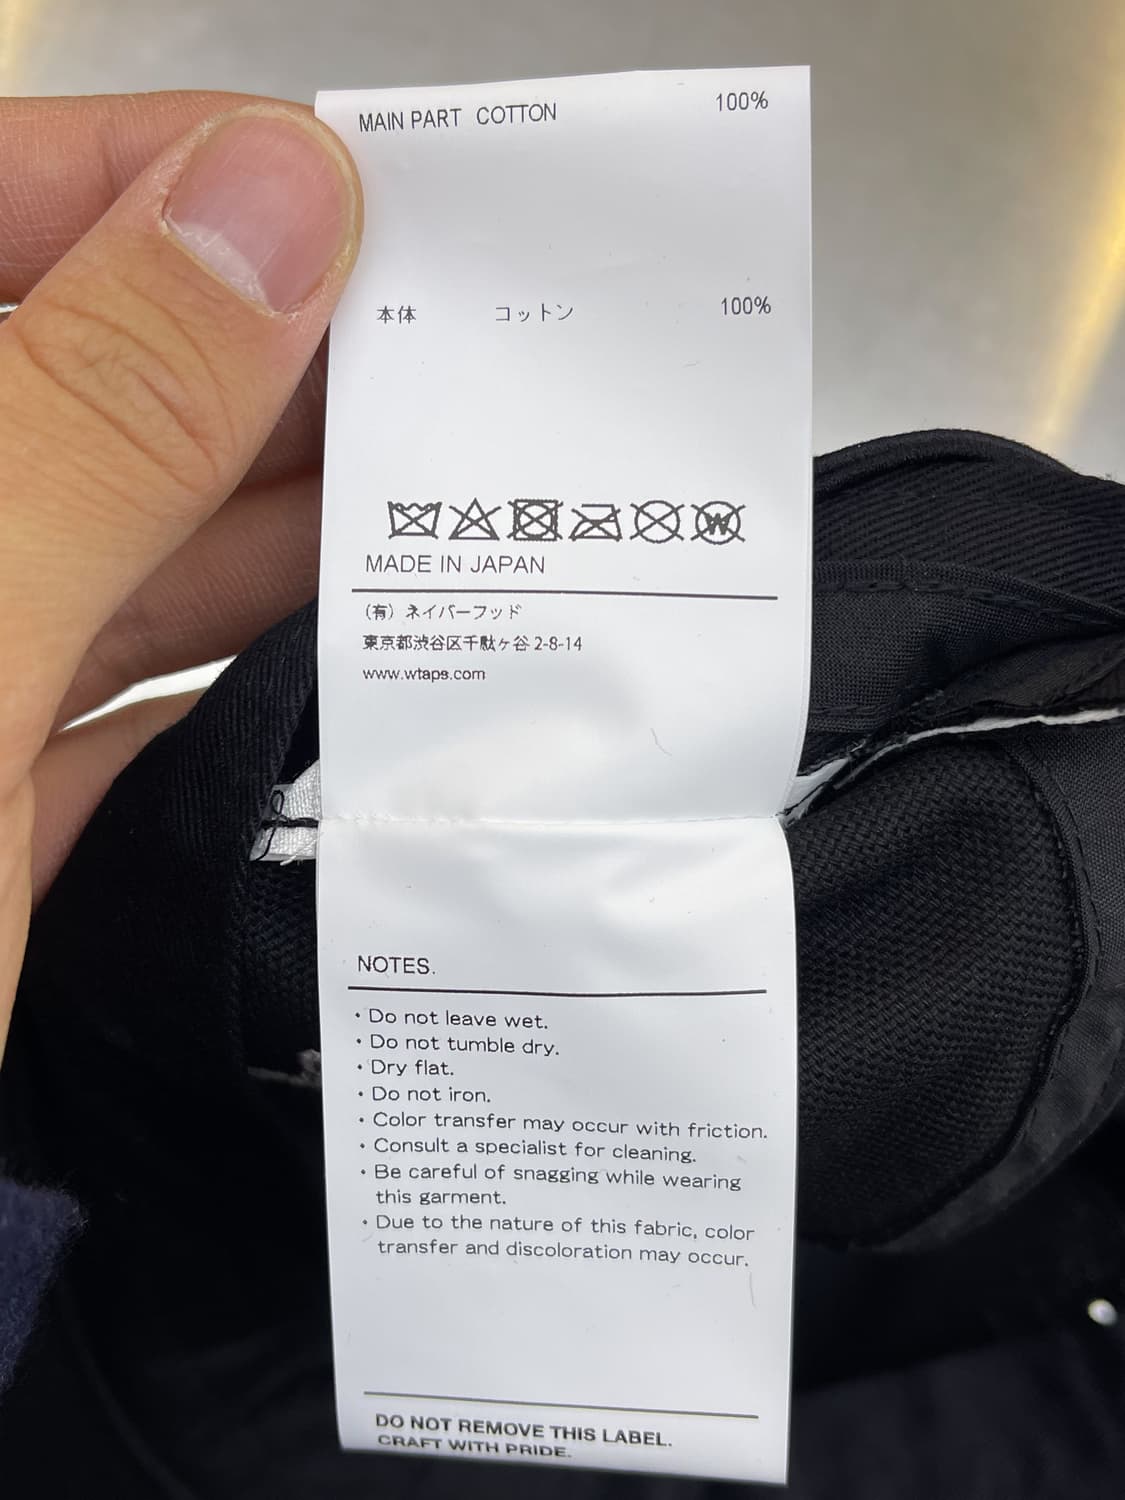 MAIN PART COTTON 100%
本体 コットン 100%
W
MADE IN JAPAN
(有) ネイバーフッド
東京都渋谷区千駄ヶ谷 2-8-14
www.wtaps.com
NOTES.
・Do not leave wet.
・Do not tumble dry.
・Dry flat.
・Do not iron.
・Color transfer may occur with friction.
・Consult a specialist for cleaning.
・Be careful of snagging while wearing
this garment.
・Due to the nature of this fabric, color
transfer and discoloration may occur.
DO NOT REMOVE THIS LABEL.
CRAFT WITH PRIDE.